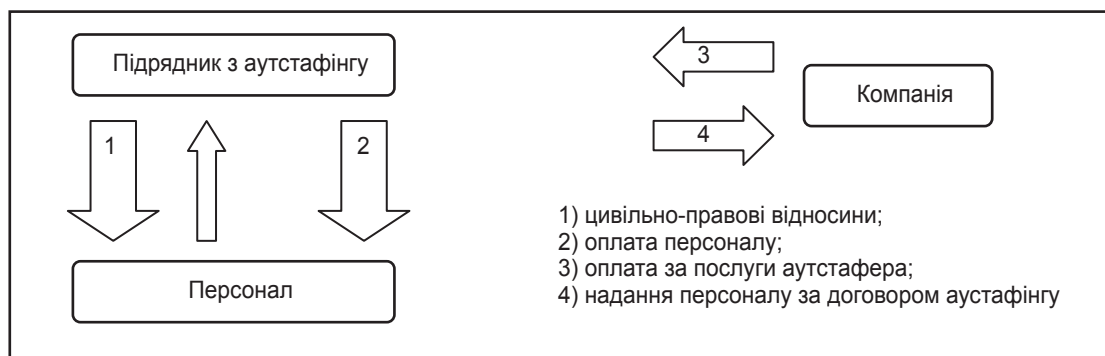 Підрядник з аутстафінгу
3
Компанія
4
1
2
Персонал
1) цивільно-правові відносини;
2) оплата персоналу;
3) оплата за послуги аутстафера;
4) надання персоналу за договором аустафінгу